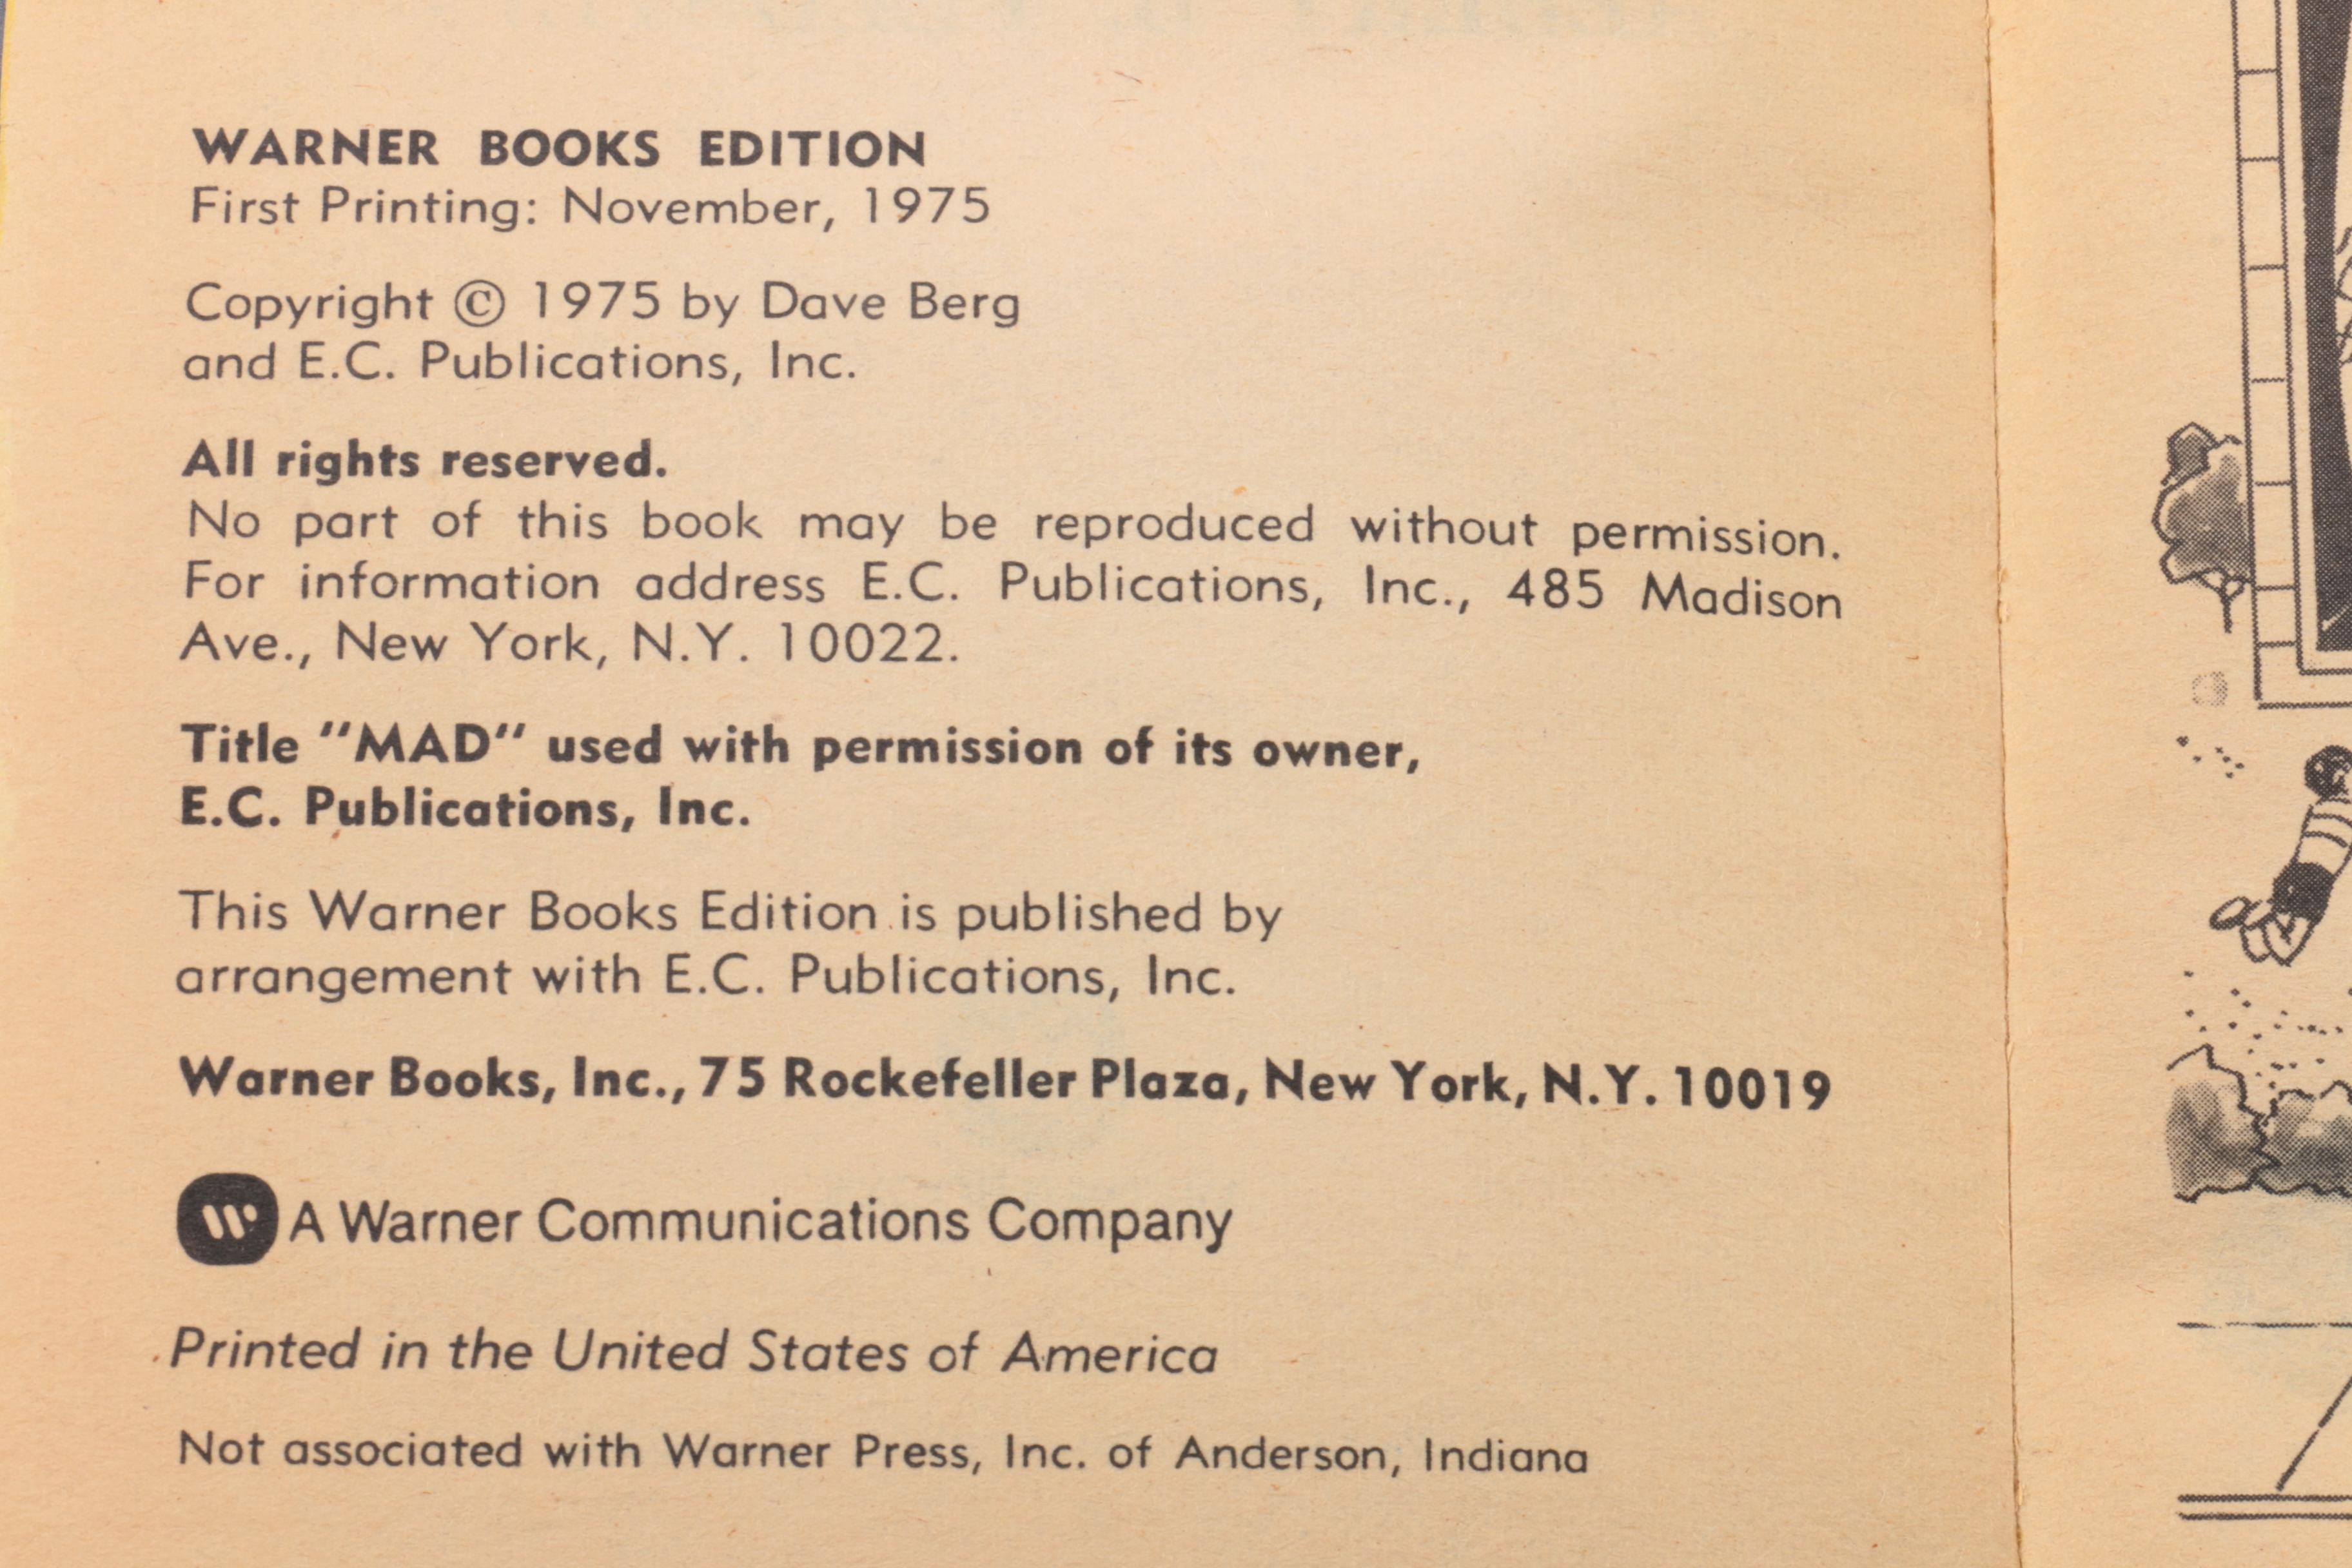 WARNER BOOKS EDITION
First Printing: November, 1975
Copyright © 1975 by Dave Berg
and E.C. Publications, Inc.
All rights reserved.
No part of this book may be reproduced without permission.
For information address E.C. Publications, Inc., 485 Madison
Ave., New York, N.Y. 10022.
Title "MAD" used with permission of its owner,
E.C. Publications, Inc.
This Warner Books Edition is published by
arrangement with E.C. Publications, Inc.
Warner Books, Inc., 75 Rockefeller Plaza, New York, N.Y. 10019
A Warner Communications Company
Printed in the United States of America
Not associated with Warner Press, Inc. of Anderson, Indiana